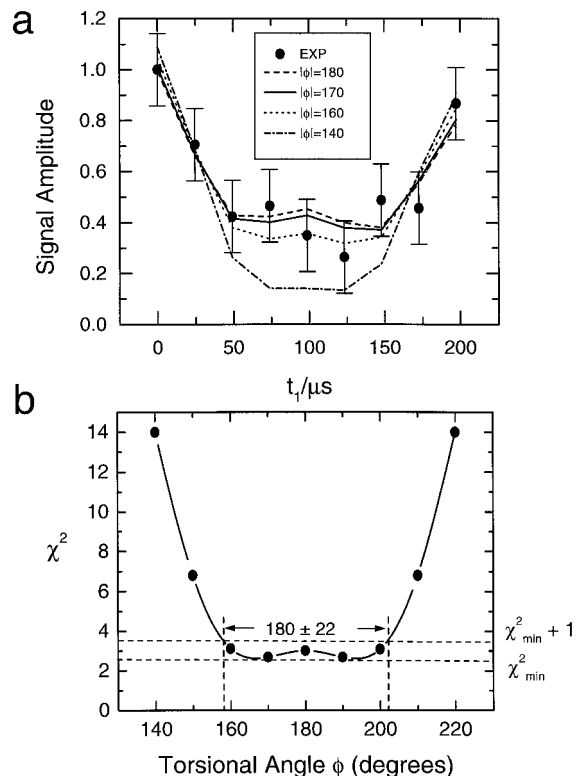 a
1.2
1.0
0.8
0.6
0.4
0.2
0.0
Signal Amplitude
EXP
|ϕ|=180
|ϕ|=170
|ϕ|=160
|ϕ|=140
0 50 100 150 200
t₁/μs
b
14
12
10
8
6
4
2
0
χ²
180 ± 22
χ²min + 1
χ²min
140 160 180 200 220
Torsional Angle ϕ (degrees)